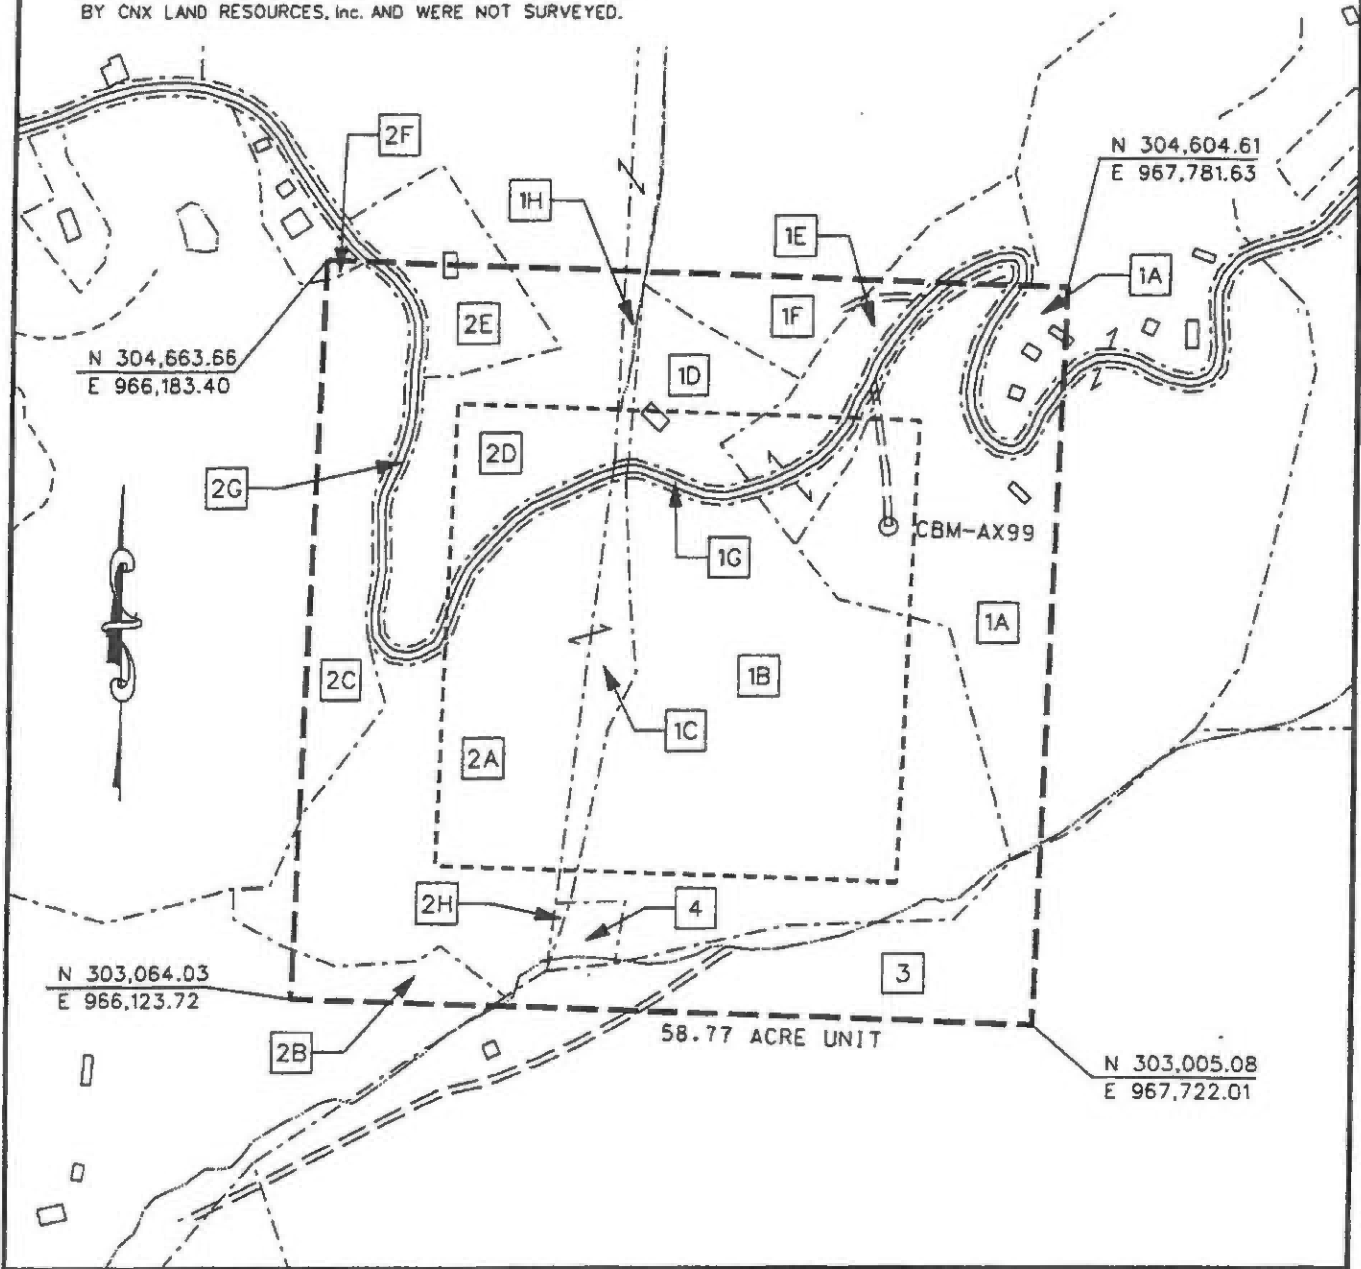 BY CNX LAND RESOURCES, Inc. AND WERE NOT SURVEYED.
2F
N 304,604.61
E 967,781.63
1H
1E
1A
2E
1F
N 304,663.66
E 966,183.40
1D
2D
2G
CBM-AX99
1G
1A
2C
1B
1C
2A
2H
4
3
N 303,064.03
E 966,123.72
58.77 ACRE UNIT
2B
N 303,005.08
E 967,722.01